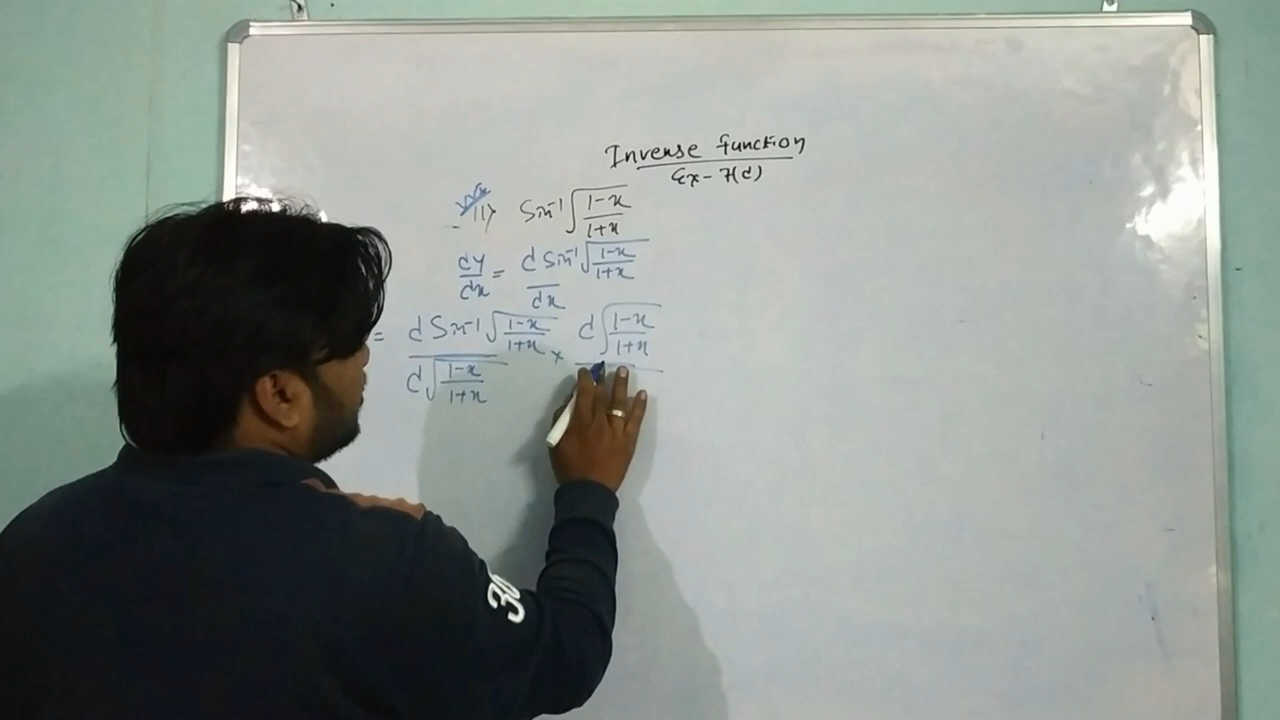 Inverse function
Ex - 7(d)
11> Sin⁻¹√(1-x)/(1+x)
dy/dx = d Sin⁻¹√(1-x)/(1+x) / dx
= d Sin⁻¹√(1-x)/(1+x) / d√(1-x)/(1+x) × d√(1-x)/(1+x)
30